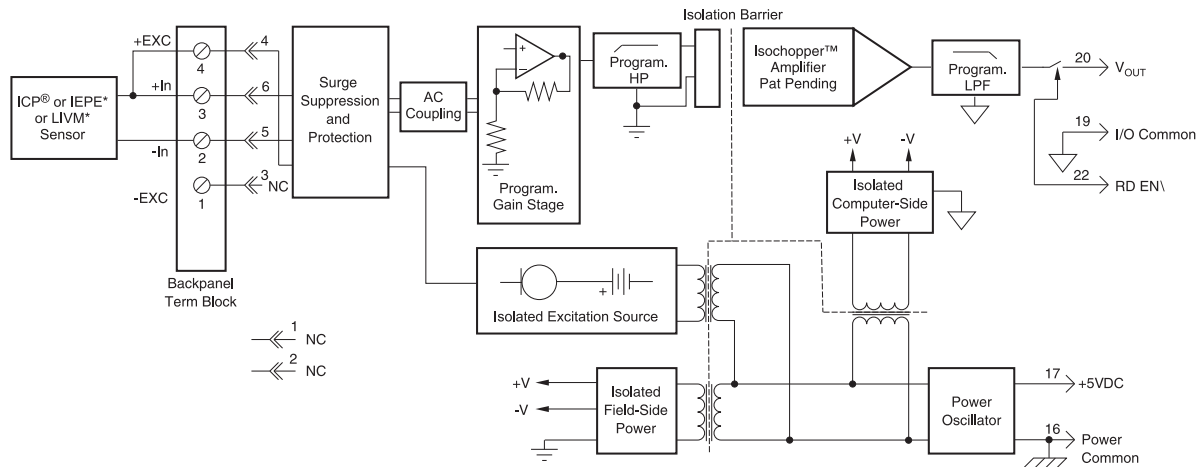 Isolation Barrier
+EXC
4
4
+In
6
3
ICP® or IEPE*
or LIVM*
Sensor
-In
5
2
3
NC
-EXC
1
Backpanel
Term Block
1
NC
2
NC
Surge
Suppression
and
Protection
AC
Coupling
+
-
Program.
Gain Stage
Program.
HP
Isochopper™
Amplifier
Pat Pending
Program.
LPF
20
VOUT
19
I/O Common
22
RD EN\
+V
-V
Isolated
Computer-Side
Power
+
Isolated Excitation Source
+V
-V
Isolated
Field-Side
Power
Power
Oscillator
17
+5VDC
16
Power
Common